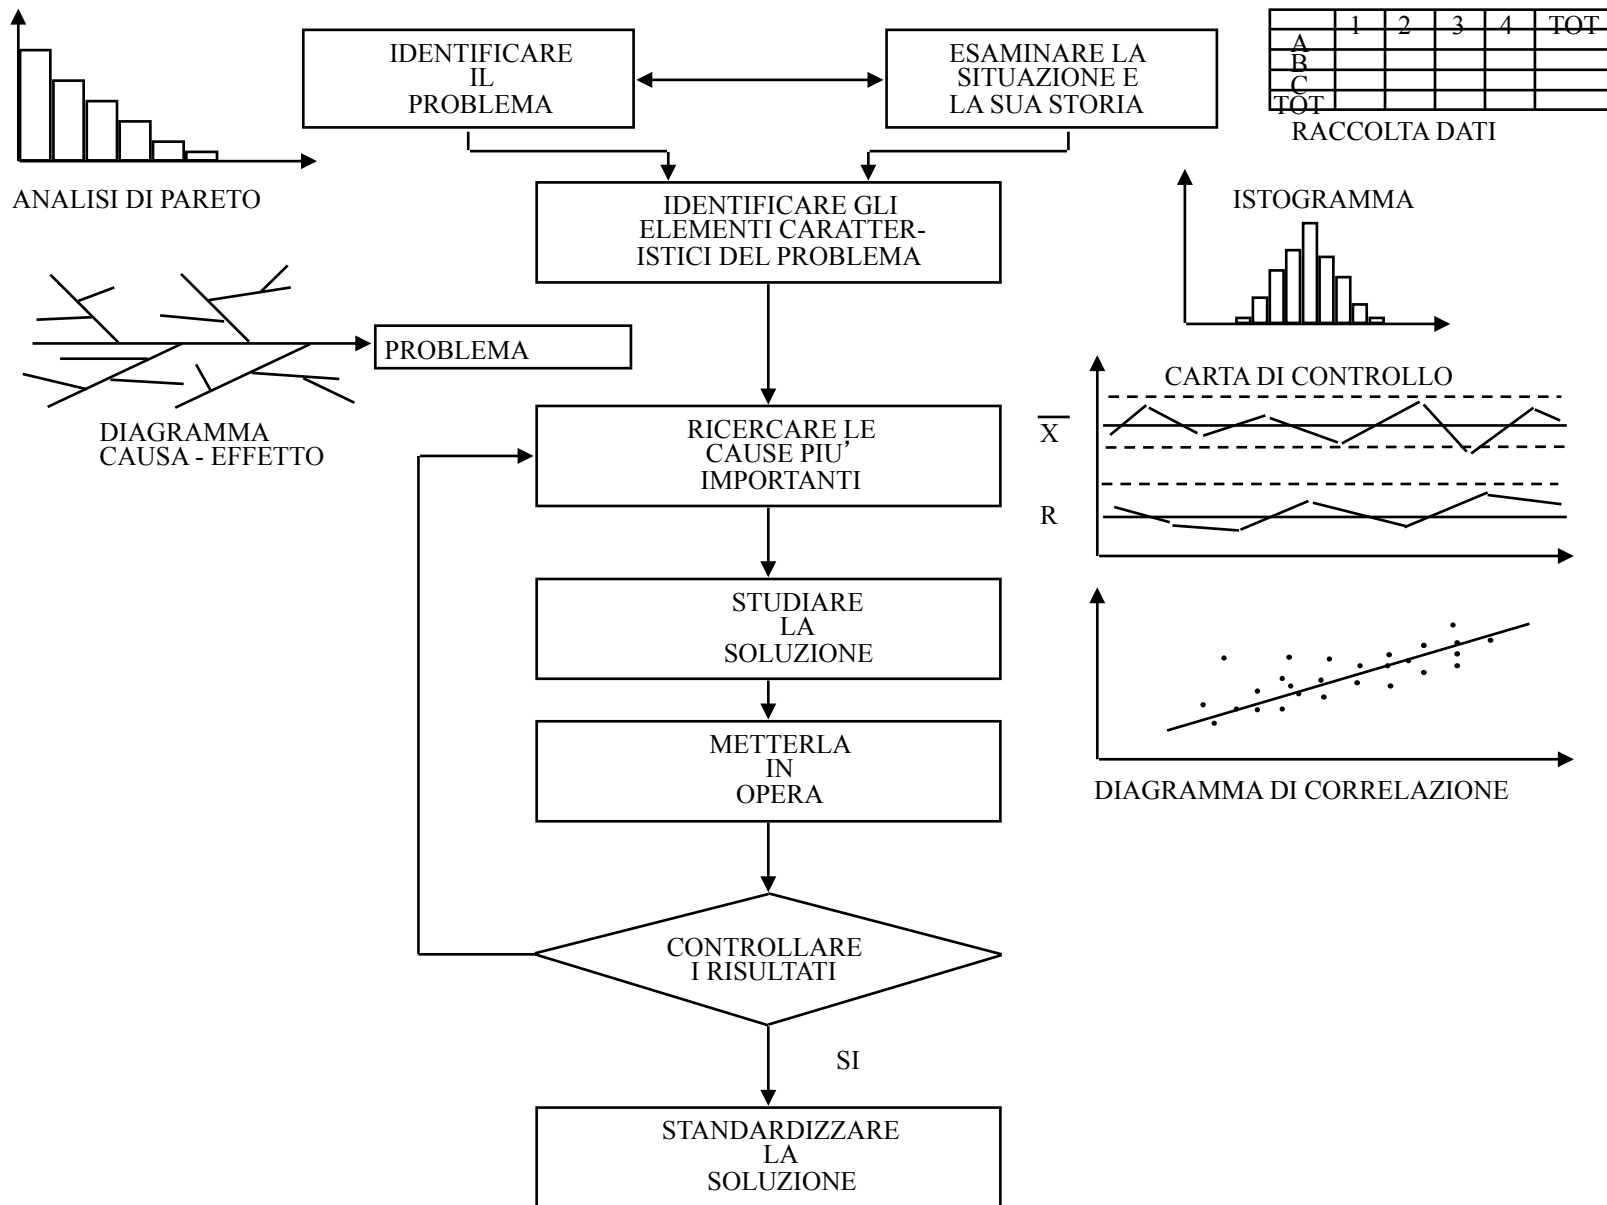 IDENTIFICARE
IL
PROBLEMA
ESAMINARE LA
SITUAZIONE E
LA SUA STORIA
1 2 3 4 TOT
A
B
C
TOT
RACCOLTA DATI
ANALISI DI PARETO
IDENTIFICARE GLI
ELEMENTI CARATTER-
ISTICI DEL PROBLEMA
ISTOGRAMMA
PROBLEMA
DIAGRAMMA
CAUSA - EFFETTO
CARTA DI CONTROLLO
X̅
R
RICERCARE LE
CAUSE PIU'
IMPORTANTI
STUDIARE
LA
SOLUZIONE
METTERLA
IN
OPERA
DIAGRAMMA DI CORRELAZIONE
CONTROLLARE
I RISULTATI
SI
STANDARDIZZARE
LA
SOLUZIONE